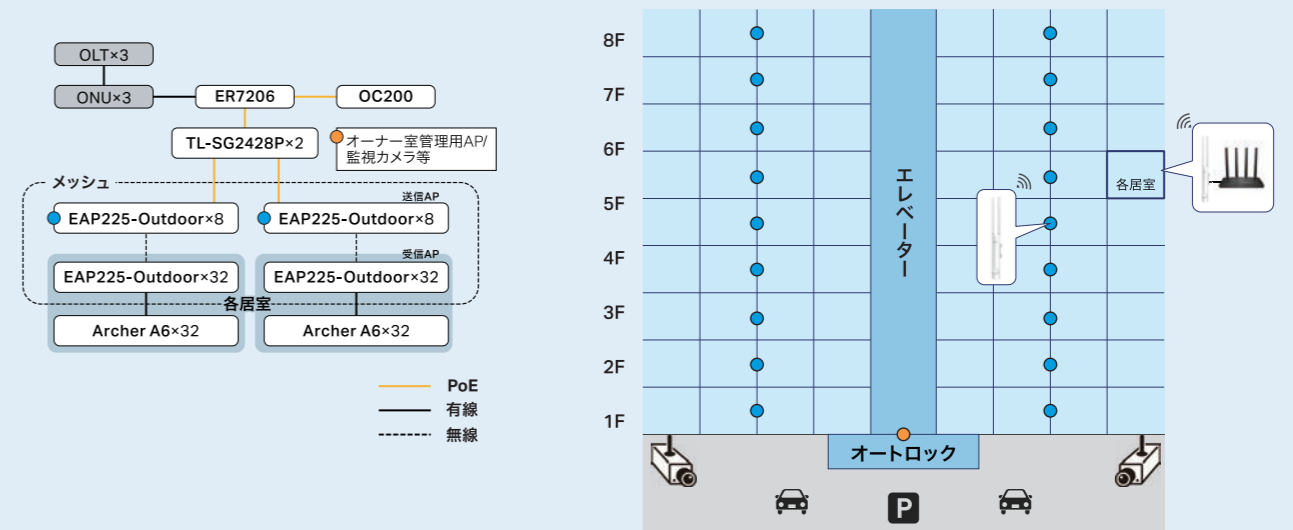 OLT×3
ONU×3
ER7206
OC200
TL-SG2428P×2
オーナー室管理用AP/
監視カメラ等
メッシュ
送信AP
EAP225-Outdoor×8
EAP225-Outdoor×8
受信AP
EAP225-Outdoor×32
EAP225-Outdoor×32
各居室
Archer A6×32
Archer A6×32
PoE
有線
無線
8F
7F
6F
5F
4F
3F
2F
1F
エレベーター
各居室
オートロック
P